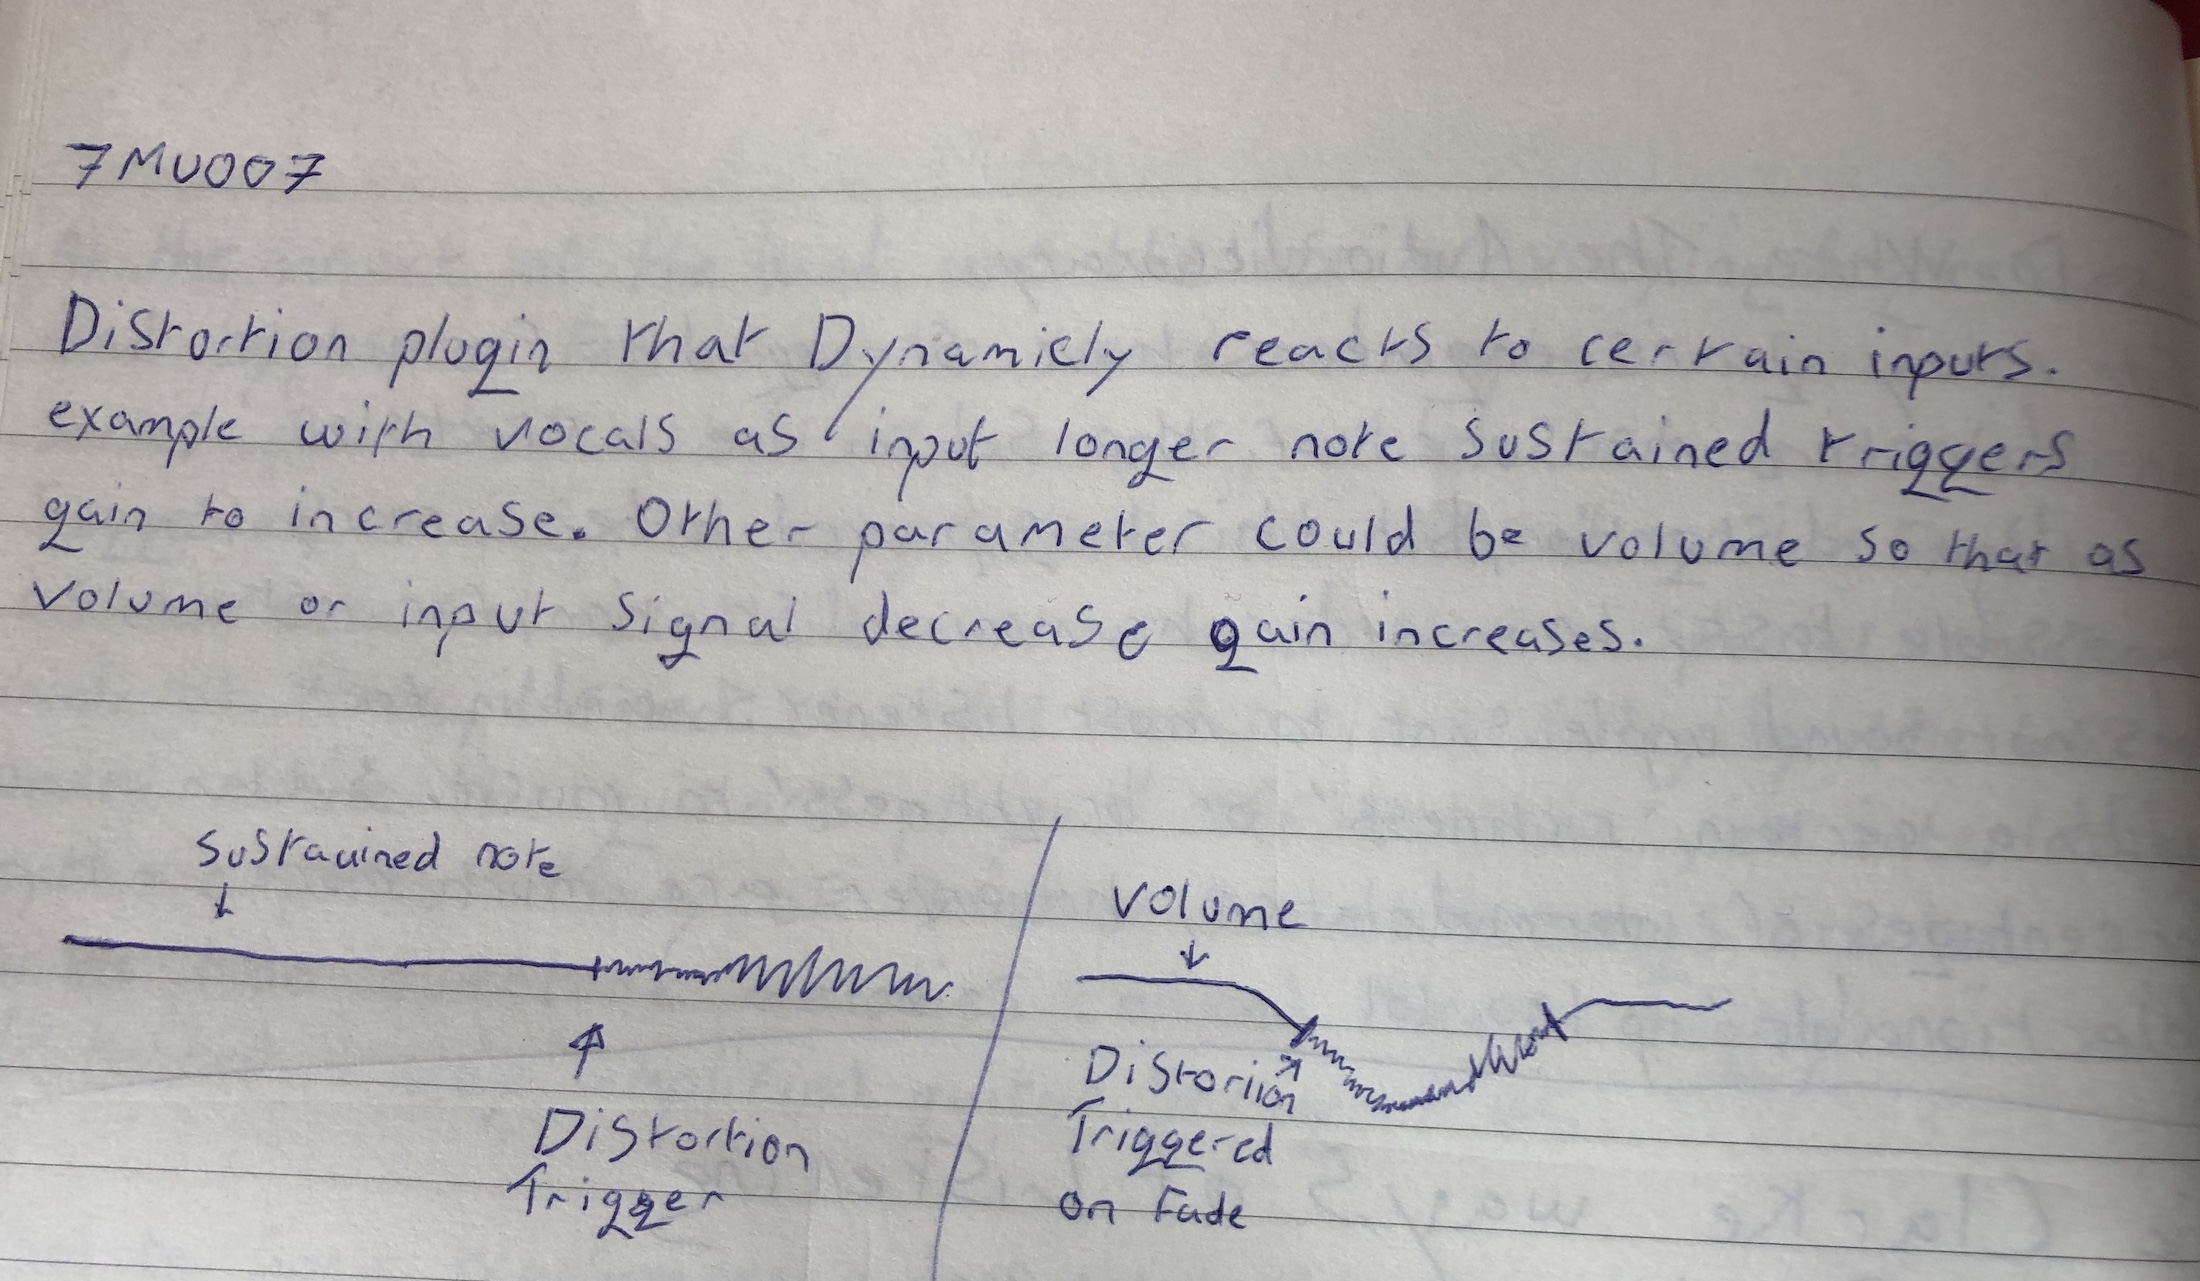 7MU007
Distortion plugin that Dynamicly reacts to certain inputs.
example with vocals as input longer note sustained triggers
gain to increase. Other parameter could be volume so that as
volume or input signal decrease gain increases.
sustauined note
Distortion
Trigger
volume
Distortion
Triggered
on Fade